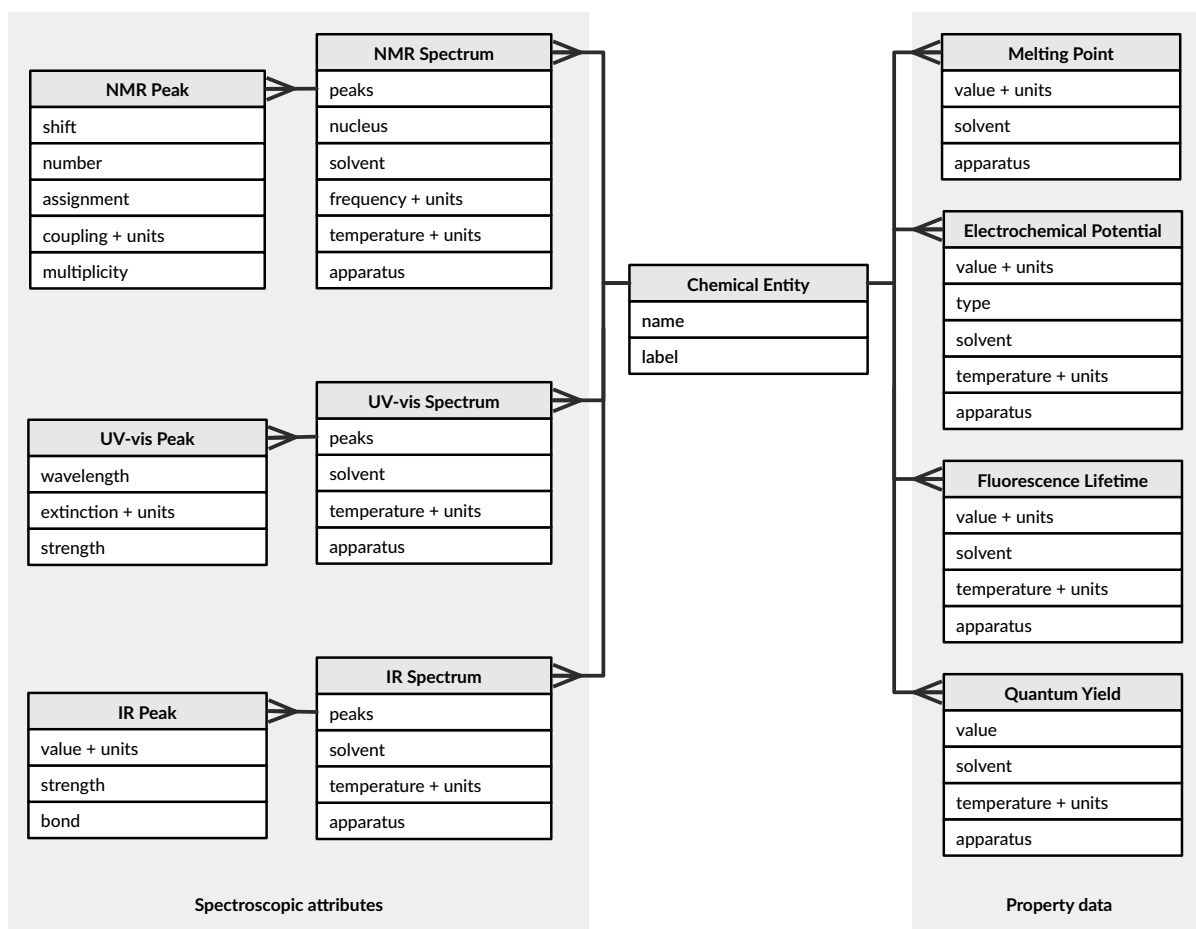 NMR Peak
shift
number
assignment
coupling + units
multiplicity
NMR Spectrum
peaks
nucleus
solvent
frequency + units
temperature + units
apparatus
UV-vis Peak
wavelength
extinction + units
strength
UV-vis Spectrum
peaks
solvent
temperature + units
apparatus
IR Peak
value + units
strength
bond
IR Spectrum
peaks
solvent
temperature + units
apparatus
Spectroscopic attributes
Chemical Entity
name
label
Melting Point
value + units
solvent
apparatus
Electrochemical Potential
value + units
type
solvent
temperature + units
apparatus
Fluorescence Lifetime
value + units
solvent
temperature + units
apparatus
Quantum Yield
value
solvent
temperature + units
apparatus
Property data